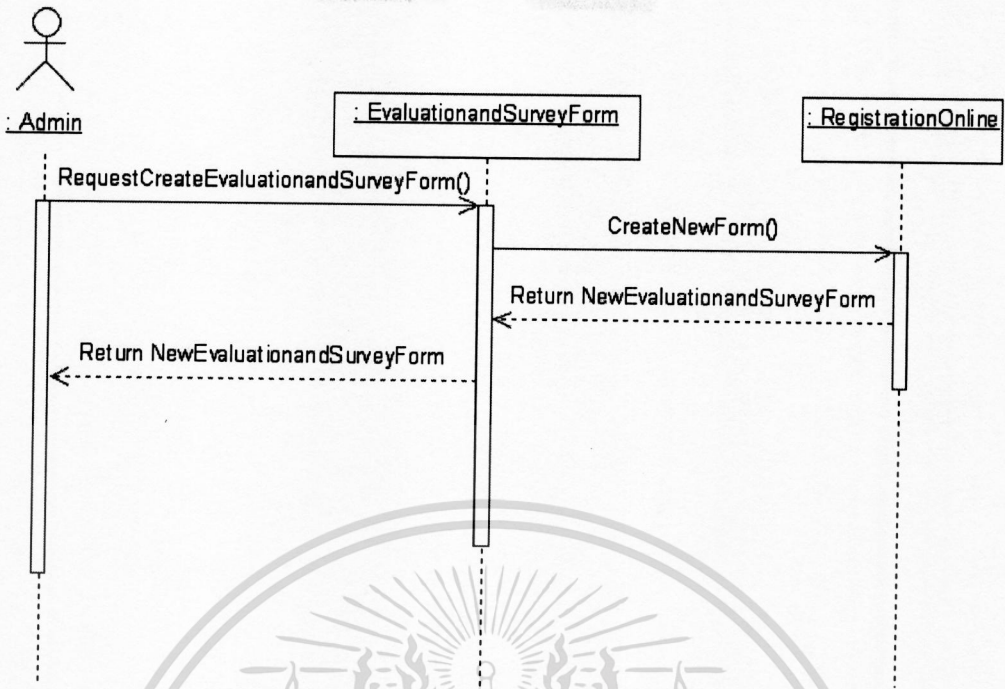 : Admin
: EvaluationandSurveyForm
: RegistrationOnline
RequestCreateEvaluationandSurveyForm()
CreateNewForm()
Return NewEvaluationandSurveyForm
Return NewEvaluationandSurveyForm